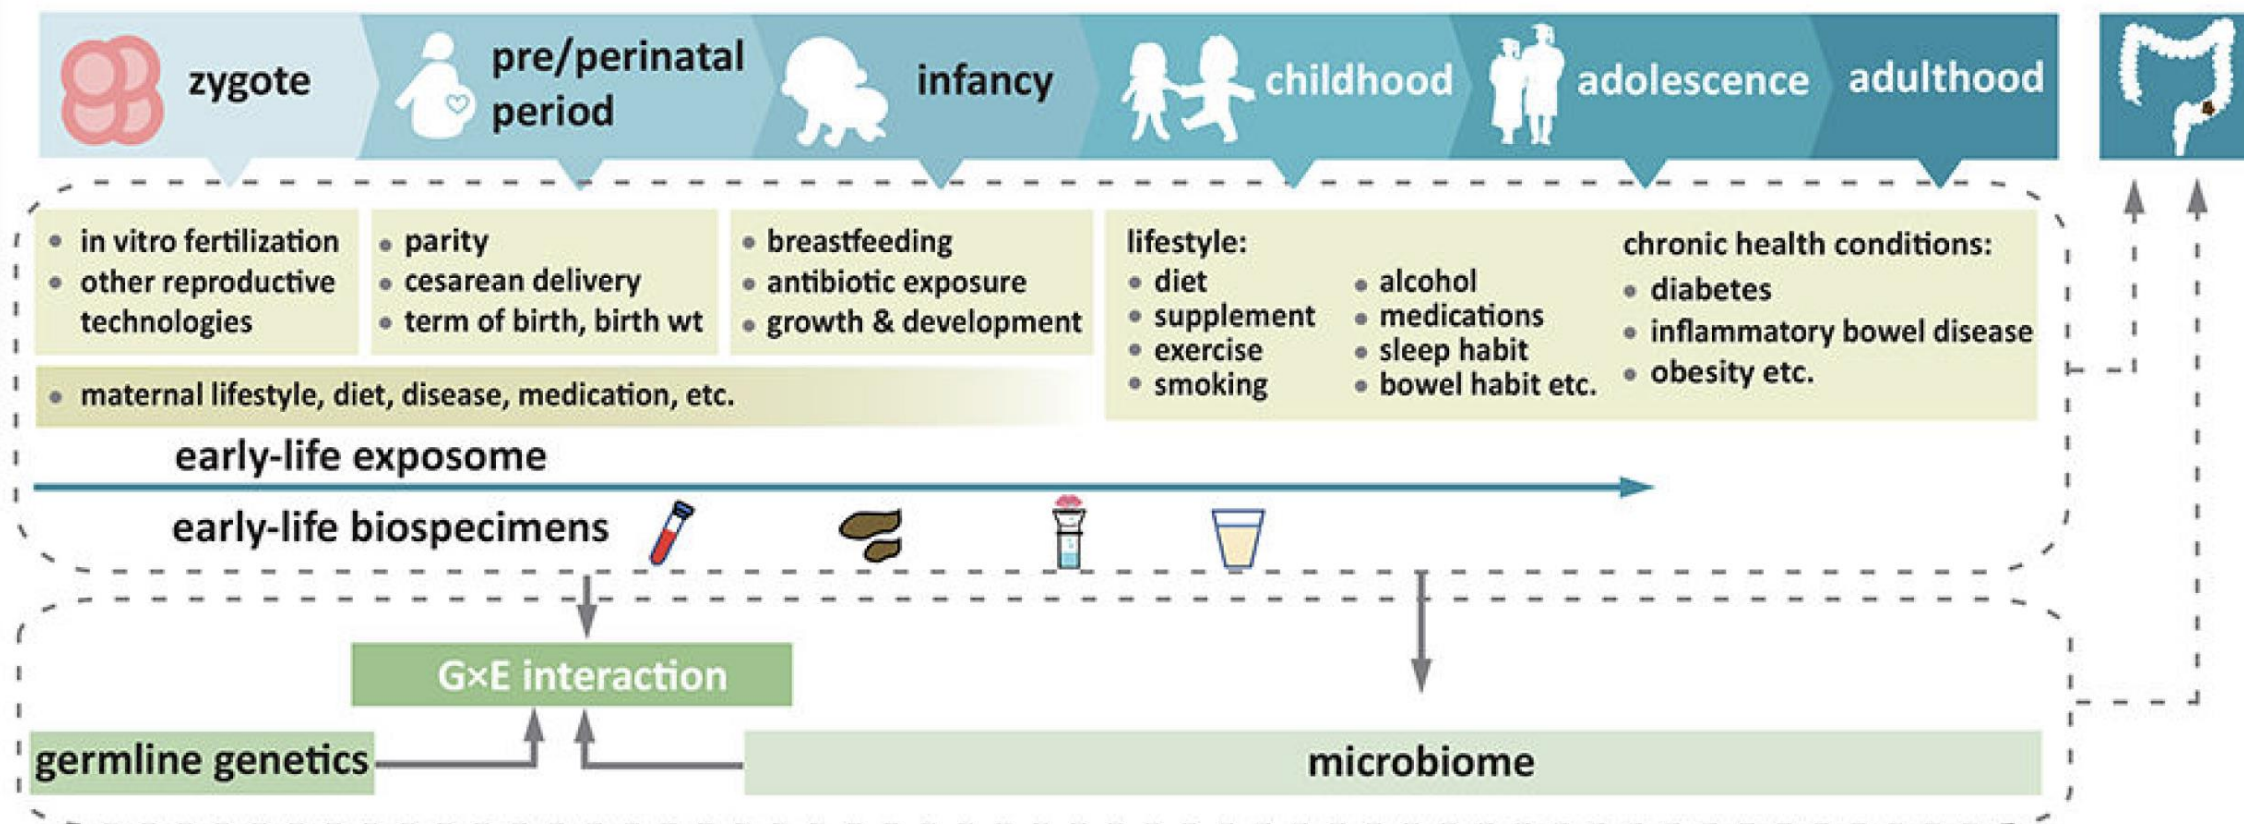 zygote
pre/perinatal
period
infancy
childhood
adolescence
adulthood
in vitro fertilization
other reproductive
technologies
parity
cesarean delivery
term of birth, birth wt
breastfeeding
antibiotic exposure
growth & development
maternal lifestyle, diet, disease, medication, etc.
lifestyle:
diet
supplement
exercise
smoking
alcohol
medications
sleep habit
bowel habit etc.
chronic health conditions:
diabetes
inflammatory bowel disease
obesity etc.
early-life exposome
early-life biospecimens
G×E interaction
germline genetics
microbiome